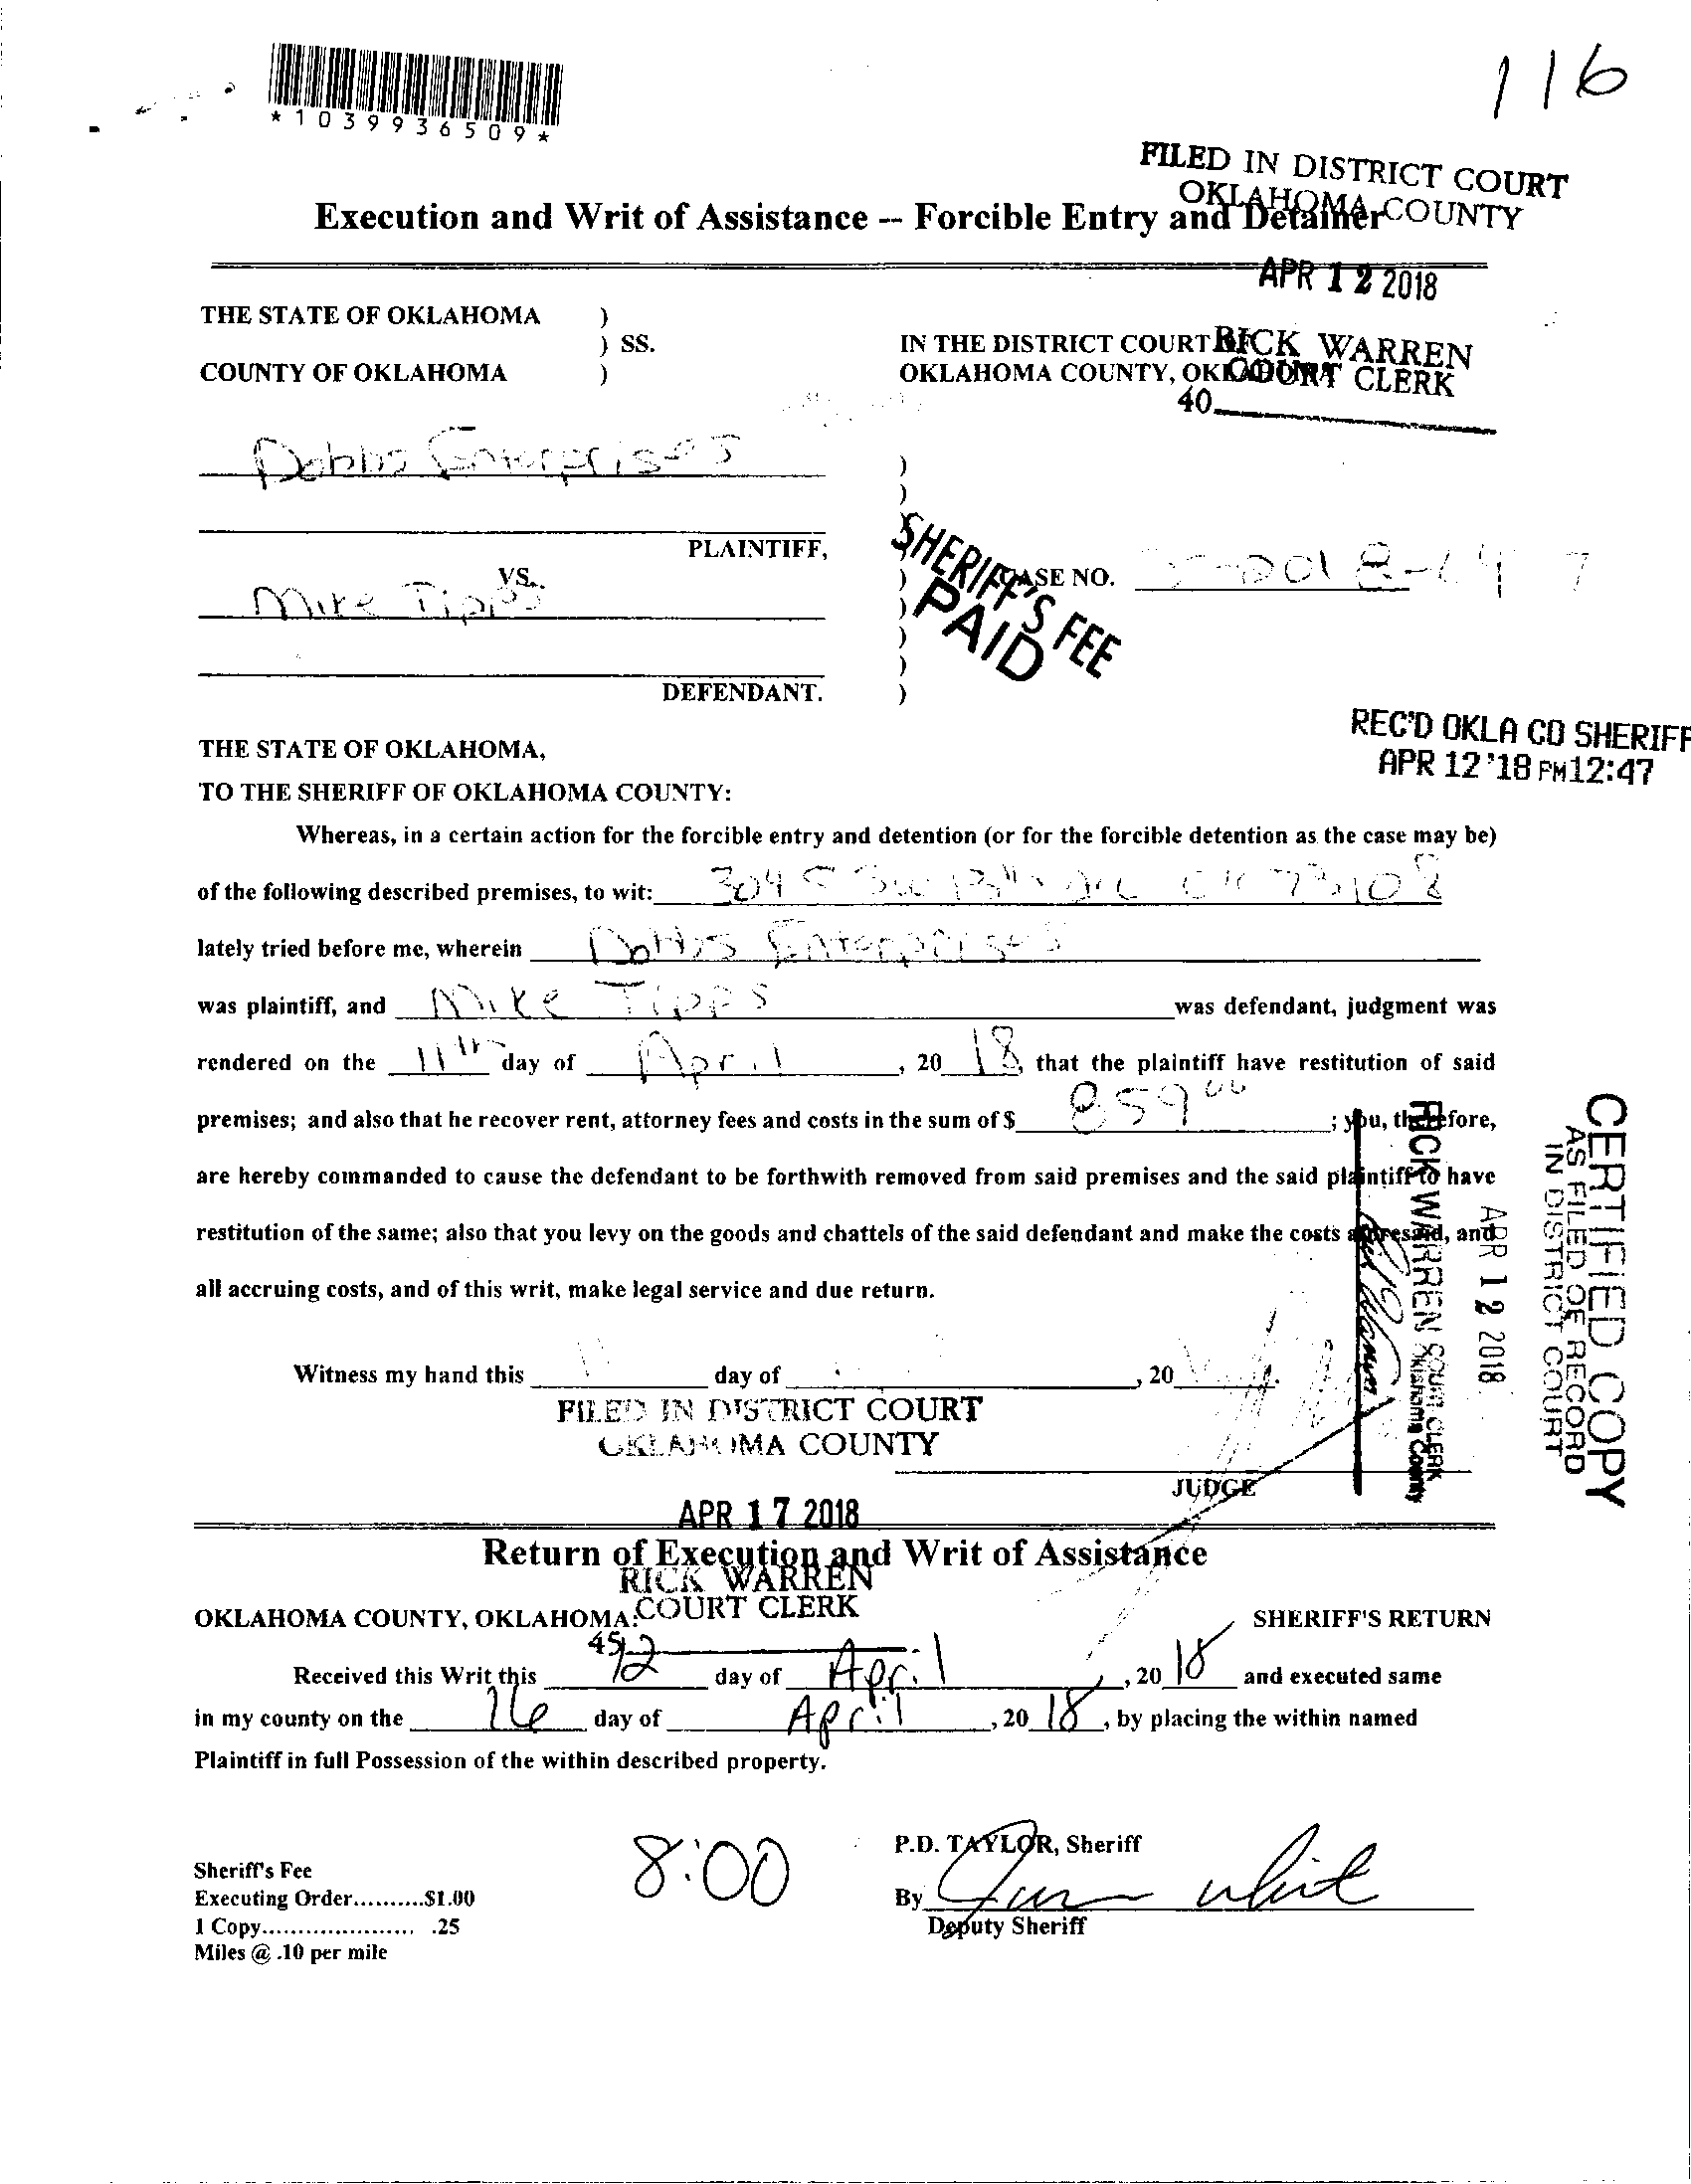 116
*1039936509*
FILED IN DISTRICT COURT
OKLAHOMA COUNTY
Execution and Writ of Assistance -- Forcible Entry and Detainer
APR 12 2018
THE STATE OF OKLAHOMA )
) SS.
COUNTY OF OKLAHOMA )
IN THE DISTRICT COURT
OKLAHOMA COUNTY,
RICK WARREN
COURT CLERK
40
Dobbs Enterprises
PLAINTIFF,
VS.
Mike Tipps
DEFENDANT.
CASE NO.
SHERIFF'S FEE
PAID
REC'D OKLA CO SHERIFF
APR 12 '18 PM12:47
THE STATE OF OKLAHOMA,
TO THE SHERIFF OF OKLAHOMA COUNTY:
Whereas, in a certain action for the forcible entry and detention (or for the forcible detention as the case may be)
of the following described premises, to wit: 3045 SW 73108
lately tried before me, wherein Dobbs Enterprises
was plaintiff, and Mike Tipps was defendant, judgment was
rendered on the 11th day of April, 2018 that the plaintiff have restitution of said
premises; and also that he recover rent, attorney fees and costs in the sum of $ 859 00; you, therefore,
are hereby commanded to cause the defendant to be forthwith removed from said premises and the said plaintiff to have
restitution of the same; also that you levy on the goods and chattels of the said defendant and make the costs aforesaid, and
all accruing costs, and of this writ, make legal service and due return.
Witness my hand this day of , 20
JUDGE
CERTIFIED COPY
AS FILED OF RECORD
IN DISTRICT COURT
APR 12 2018
RICK WARREN COURT CLERK
Oklahoma County
FILED IN DISTRICT COURT
OKLAHOMA COUNTY
APR 17 2018
Return of Execution and Writ of Assistance
RICK WARREN
COURT CLERK
45
OKLAHOMA COUNTY, OKLAHOMA:
SHERIFF'S RETURN
Received this Writ this 12 day of April, 2018 and executed same
in my county on the 16 day of April, 2018, by placing the within named
Plaintiff in full Possession of the within described property.
8:00
P.D. TAYLOR, Sheriff
By
Deputy Sheriff
Sheriff's Fee
Executing Order..........$1.00
1 Copy...................... .25
Miles @ .10 per mile